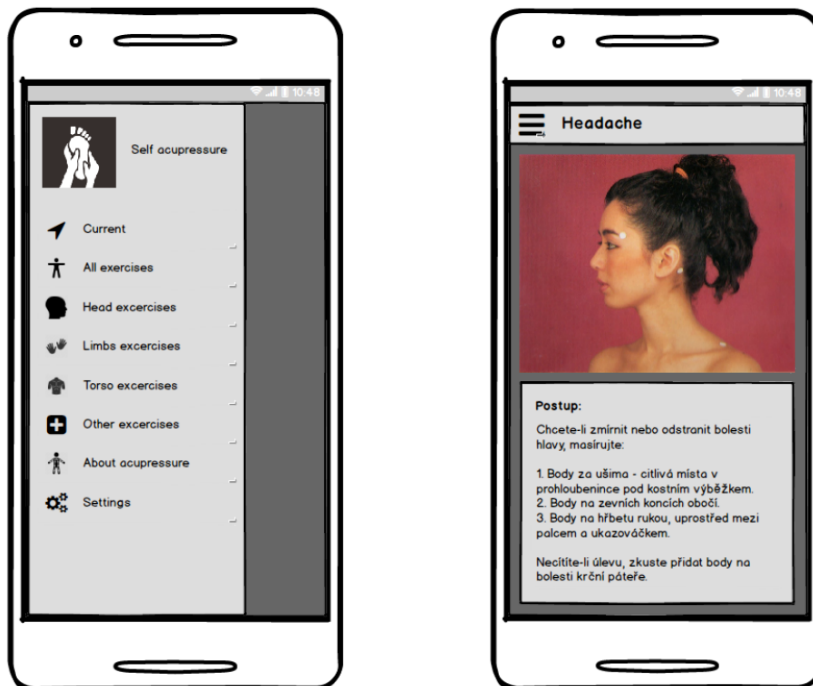 10:48
Self acupressure
Current
All exercises
Head excercises
Limbs excercises
Torso excercises
Other excercises
About acupressure
Settings
10:48
Headache
Postup:
Chcete-li zmírnit nebo odstranit bolesti
hlavy, masírujte:
1. Body za ušima - citlivá místa v
prohloubenince pod kostním výběžkem.
2. Body na zevních koncích obočí.
3. Body na hřbetu rukou, uprostřed mezi
palcem a ukazováčkem.
Necítíte-li úlevu, zkuste přidat body na
bolesti krční páteře.